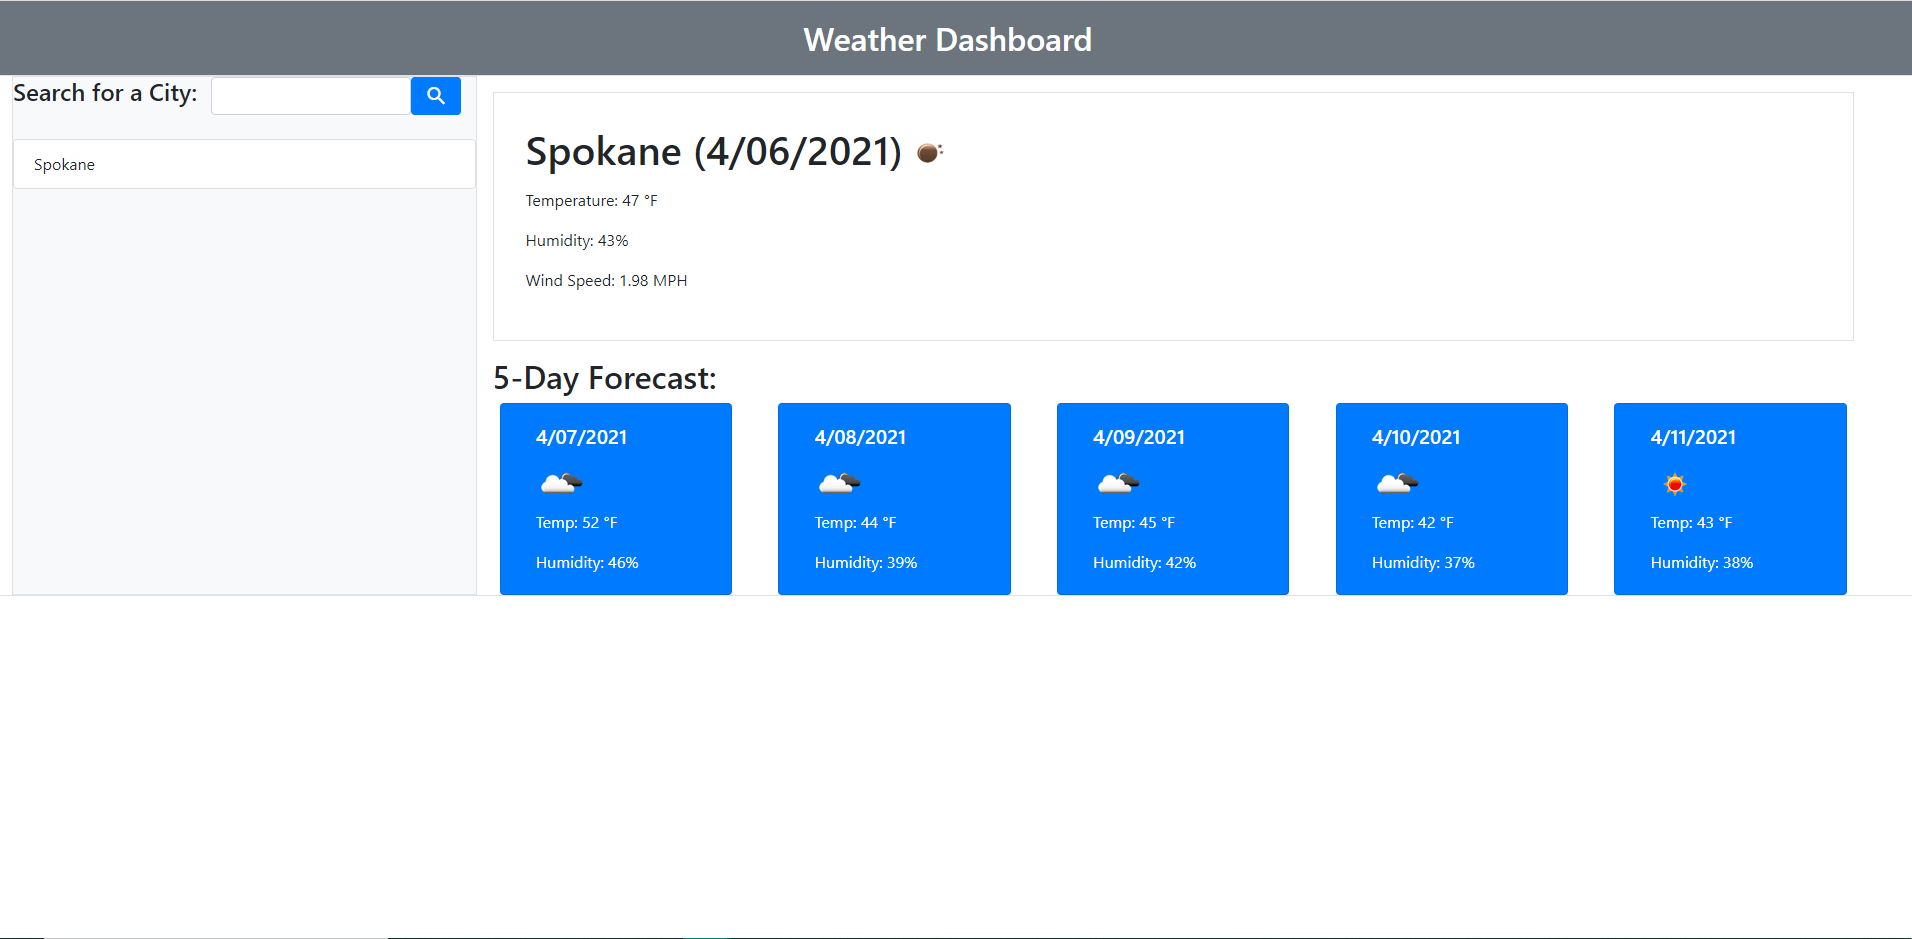 Weather Dashboard
Search for a City:
Spokane
Spokane (4/06/2021)
Temperature: 47 °F
Humidity: 43%
Wind Speed: 1.98 MPH
5-Day Forecast:
4/07/2021
Temp: 52 °F
Humidity: 46%
4/08/2021
Temp: 44 °F
Humidity: 39%
4/09/2021
Temp: 45 °F
Humidity: 42%
4/10/2021
Temp: 42 °F
Humidity: 37%
4/11/2021
Temp: 43 °F
Humidity: 38%